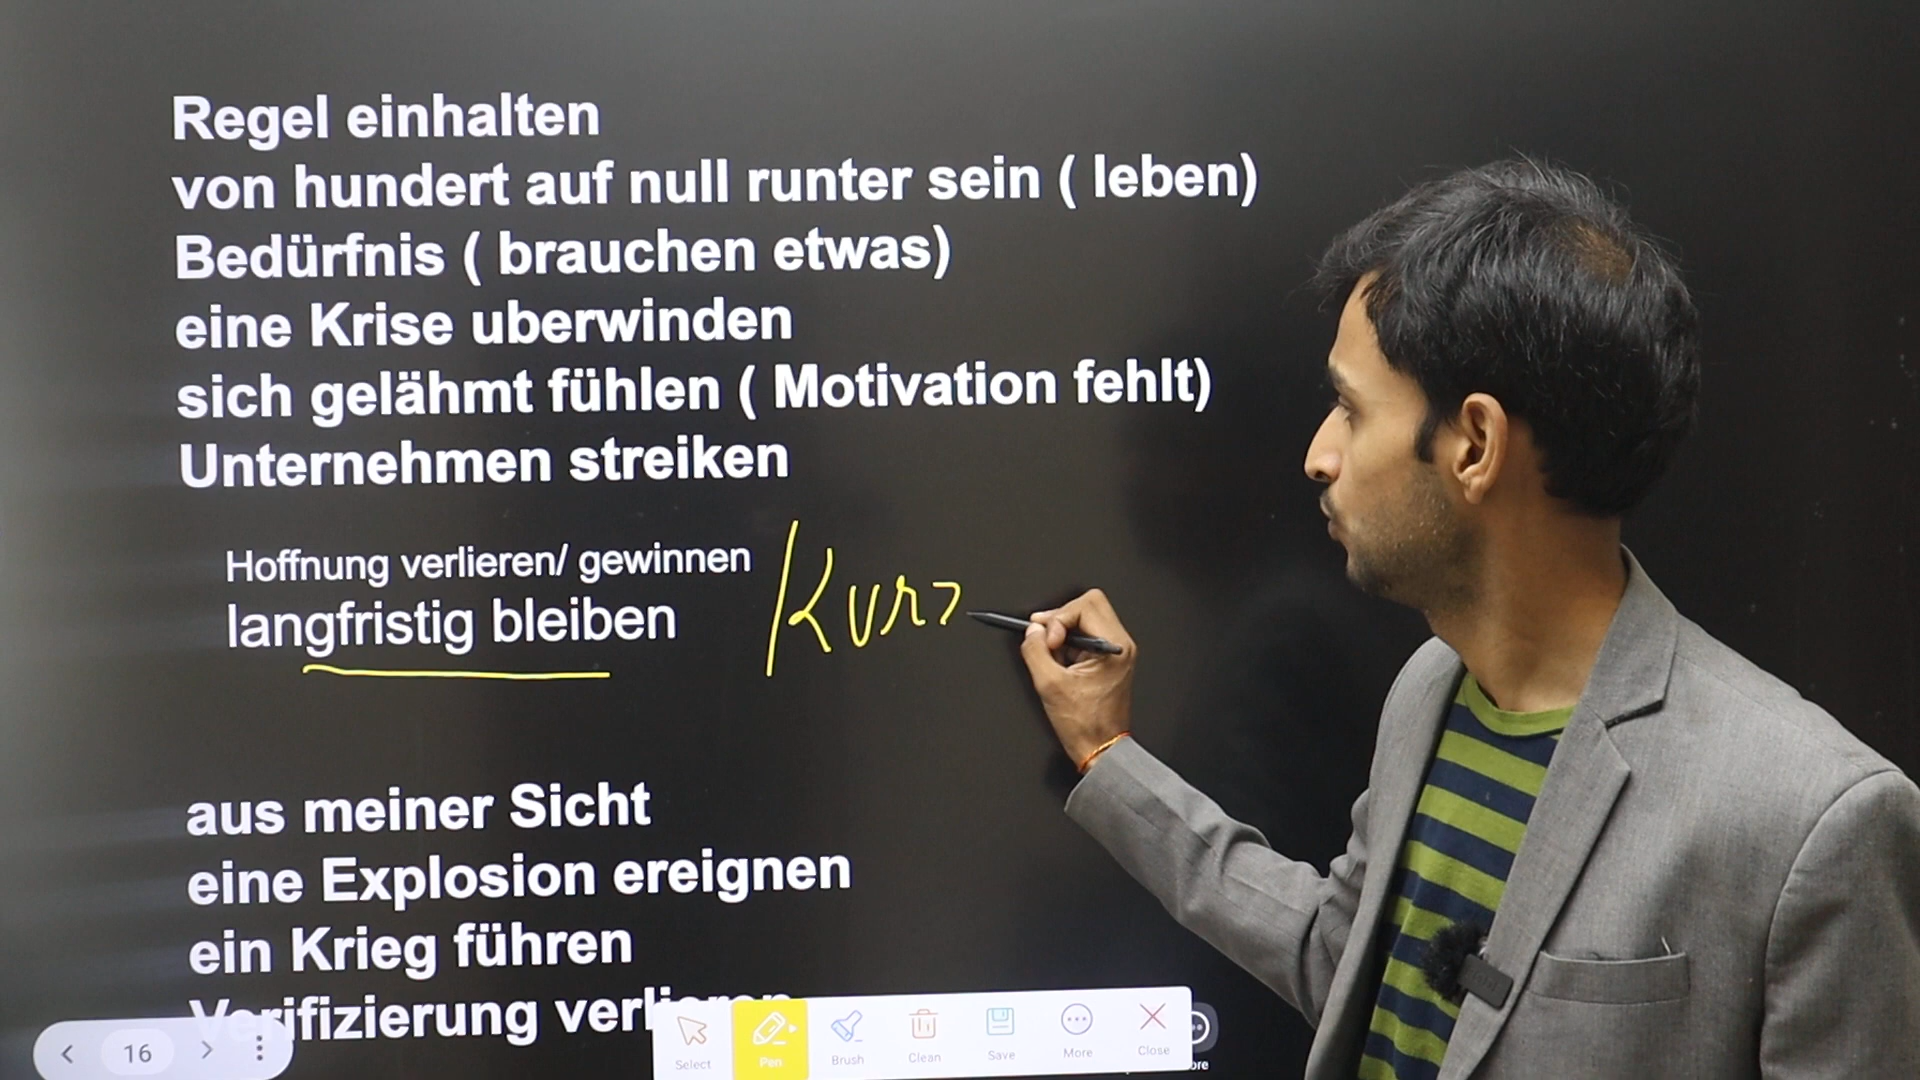 Regel einhalten
von hundert auf null runter sein ( leben)
Bedürfnis ( brauchen etwas)
eine Krise uberwinden
sich gelähmt fühlen ( Motivation fehlt)
Unternehmen streiken
Hoffnung verlieren/ gewinnen
langfristig bleiben
Kurz
aus meiner Sicht
eine Explosion ereignen
ein Krieg führen
Verifizierung verlieren
16
Select
Pen
Brush
Clean
Save
More
Close